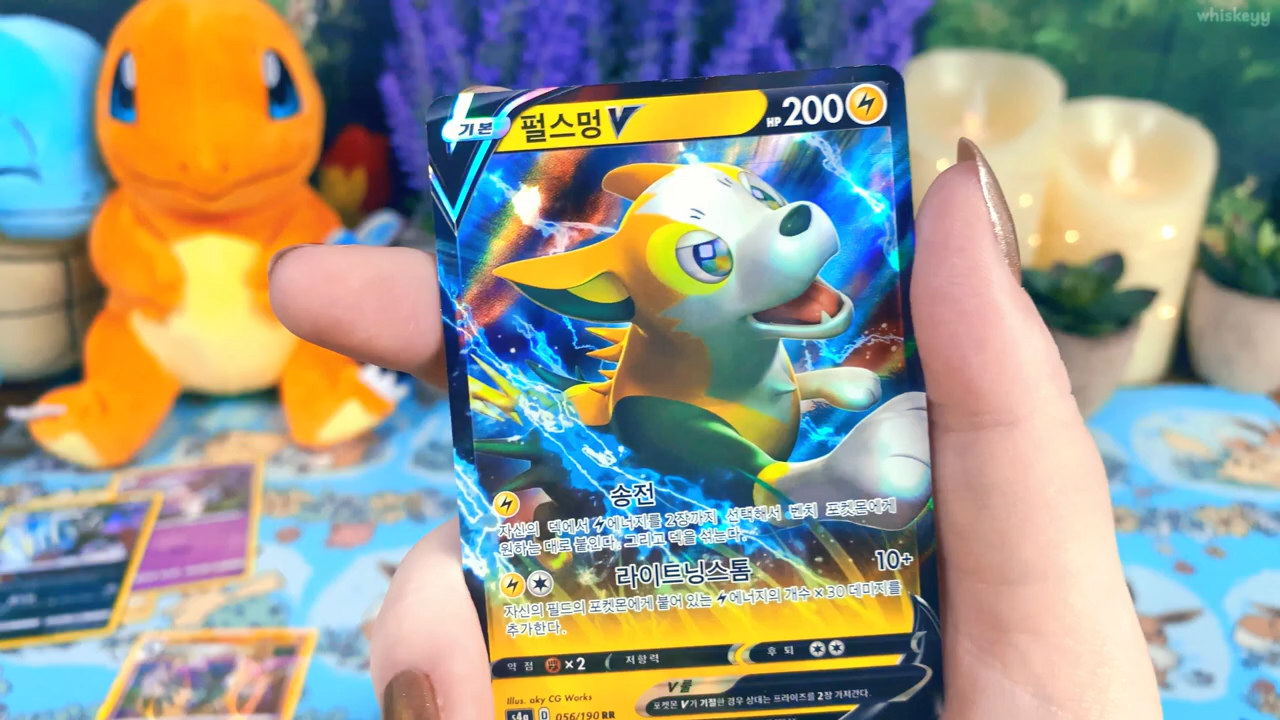 whiskeyy
기본 펄스멍 V HP 200
송전
자신의 덱에서 에너지를 2장까지 선택해서 벤치 포켓몬에게
원하는 대로 붙인다. 그리고 덱을 섞는다.
라이트닝스톰 10+
자신의 필드의 포켓몬에게 붙어 있는 에너지의 개수 × 30 데미지를
추가한다.
약점 ×2 저항력 후퇴
Illus. aky CG Works
V룰
포켓몬 V가 기절한 경우 상대는 프라이즈를 2장 가져간다.
s4a D 056/190 RR